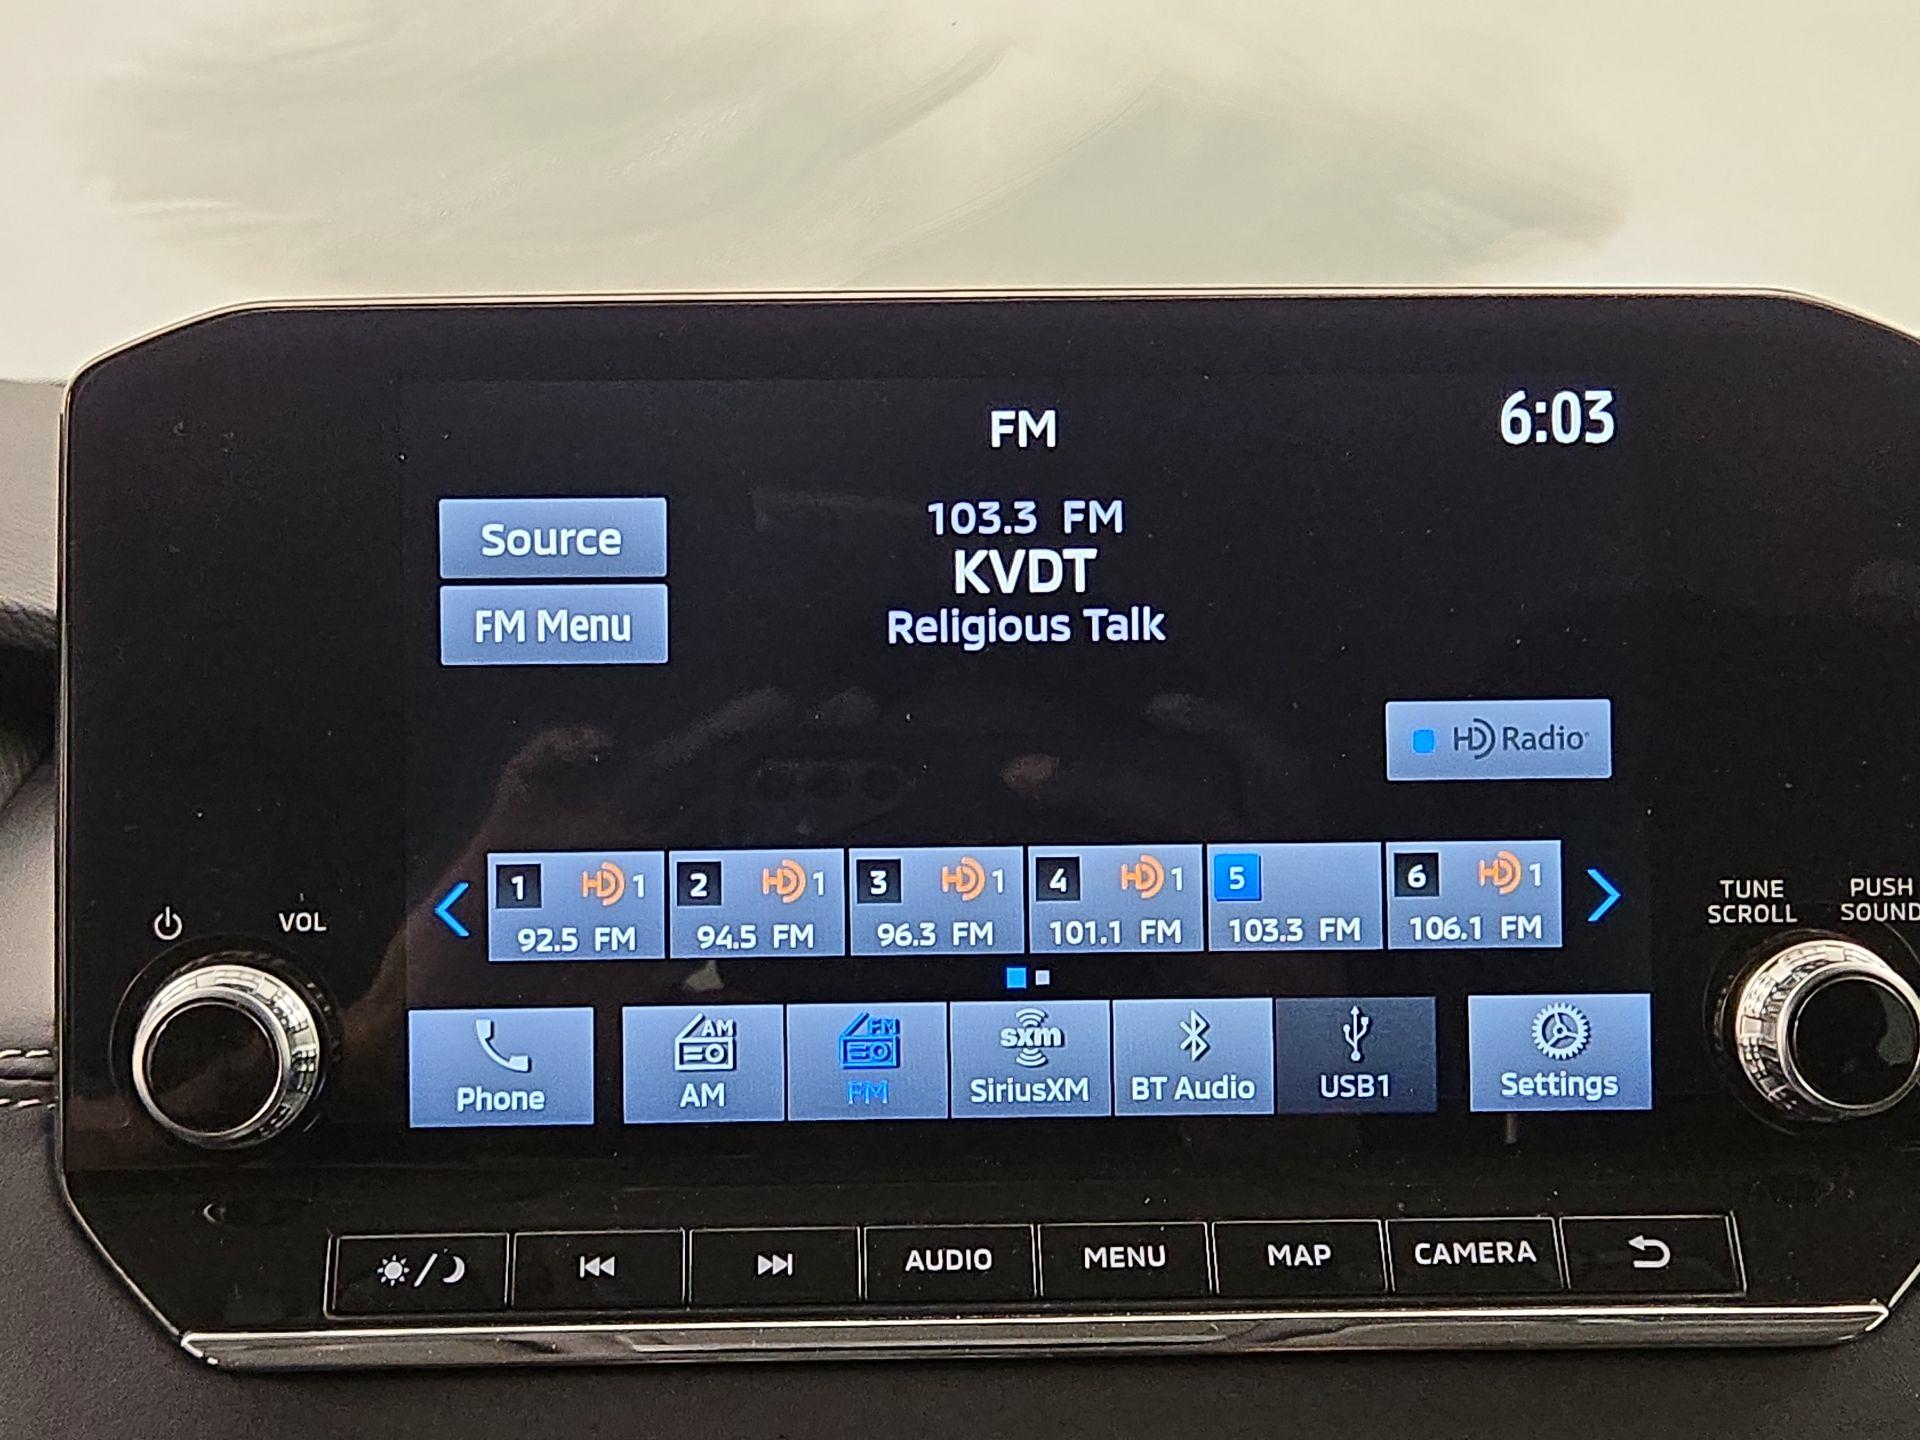 FM
6:03
Source
103.3 FM
KVDT
FM Menu
Religious Talk
HD Radio
1 HD 1
92.5 FM
2 HD 1
94.5 FM
3 HD 1
96.3 FM
4 HD 1
101.1 FM
5
103.3 FM
6 HD 1
106.1 FM
VOL
TUNE
SCROLL
PUSH
SOUND
Phone
AM
AM
FM
FM
sxm
SiriusXM
BT Audio
USB1
Settings
AUDIO
MENU
MAP
CAMERA